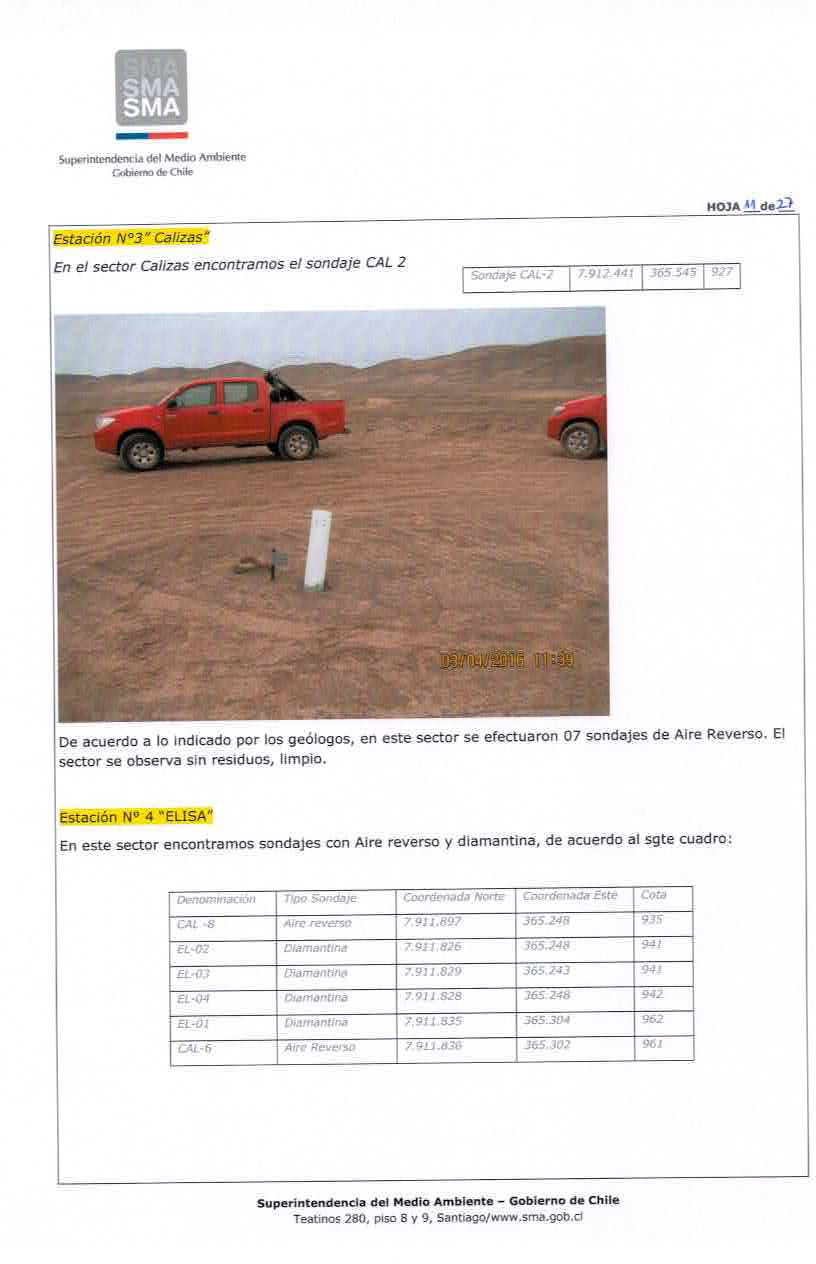 SMA
SMA
SMA
Superintendencia del Medio Ambiente
Gobierno de Chile
HOJA 11 de 27
Estación N°3" Calizas"
En el sector Calizas encontramos el sondaje CAL 2
Sondaje CAL-2 7.912.441 365.545 927
03/04/2016 11:39
De acuerdo a lo indicado por los geólogos, en este sector se efectuaron 07 sondajes de Aire Reverso. El
sector se observa sin residuos, limpio.
Estación Nº 4 "ELISA"
En este sector encontramos sondajes con Aire reverso y diamantina, de acuerdo al sgte cuadro:
Denominación Tipo Sondaje Coordenada Norte Coordenada Este Cota
CAL -8 Aire reverso 7.911.897 365.248 935
EL-02 Diamantina 7.911.826 365.248 941
EL-03 Diamantina 7.911.829 365.243 941
EL-04 Diamantina 7.911.828 365.248 942
EL-01 Diamantina 7.911.835 365.304 962
CAL-6 Aire Reverso 7.911.836 365.302 961
Superintendencia del Medio Ambiente – Gobierno de Chile
Teatinos 280, piso 8 y 9, Santiago/www.sma.gob.cl